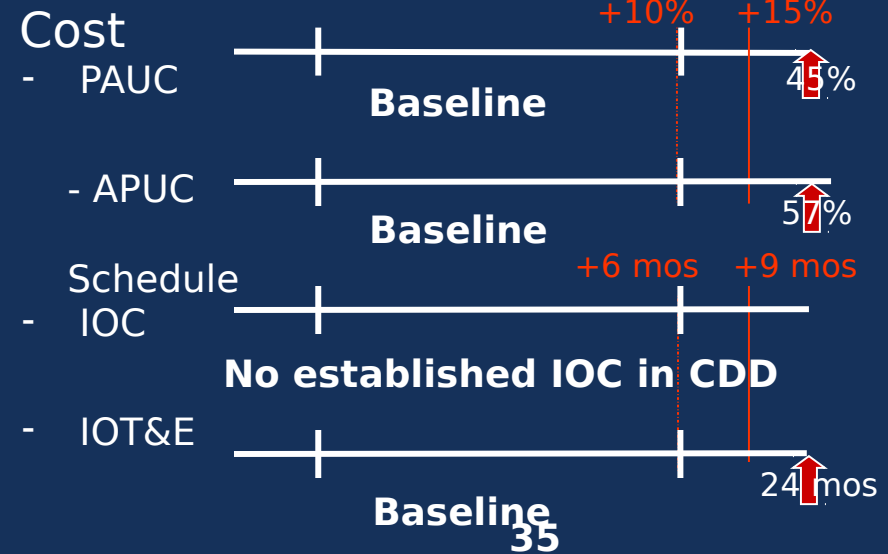 Cost
+10% +15%
- PAUC
45%
Baseline
- APUC
57%
Baseline
Schedule
+6 mos +9 mos
- IOC
No established IOC in CDD
- IOT&E
24 mos
Baseline
35